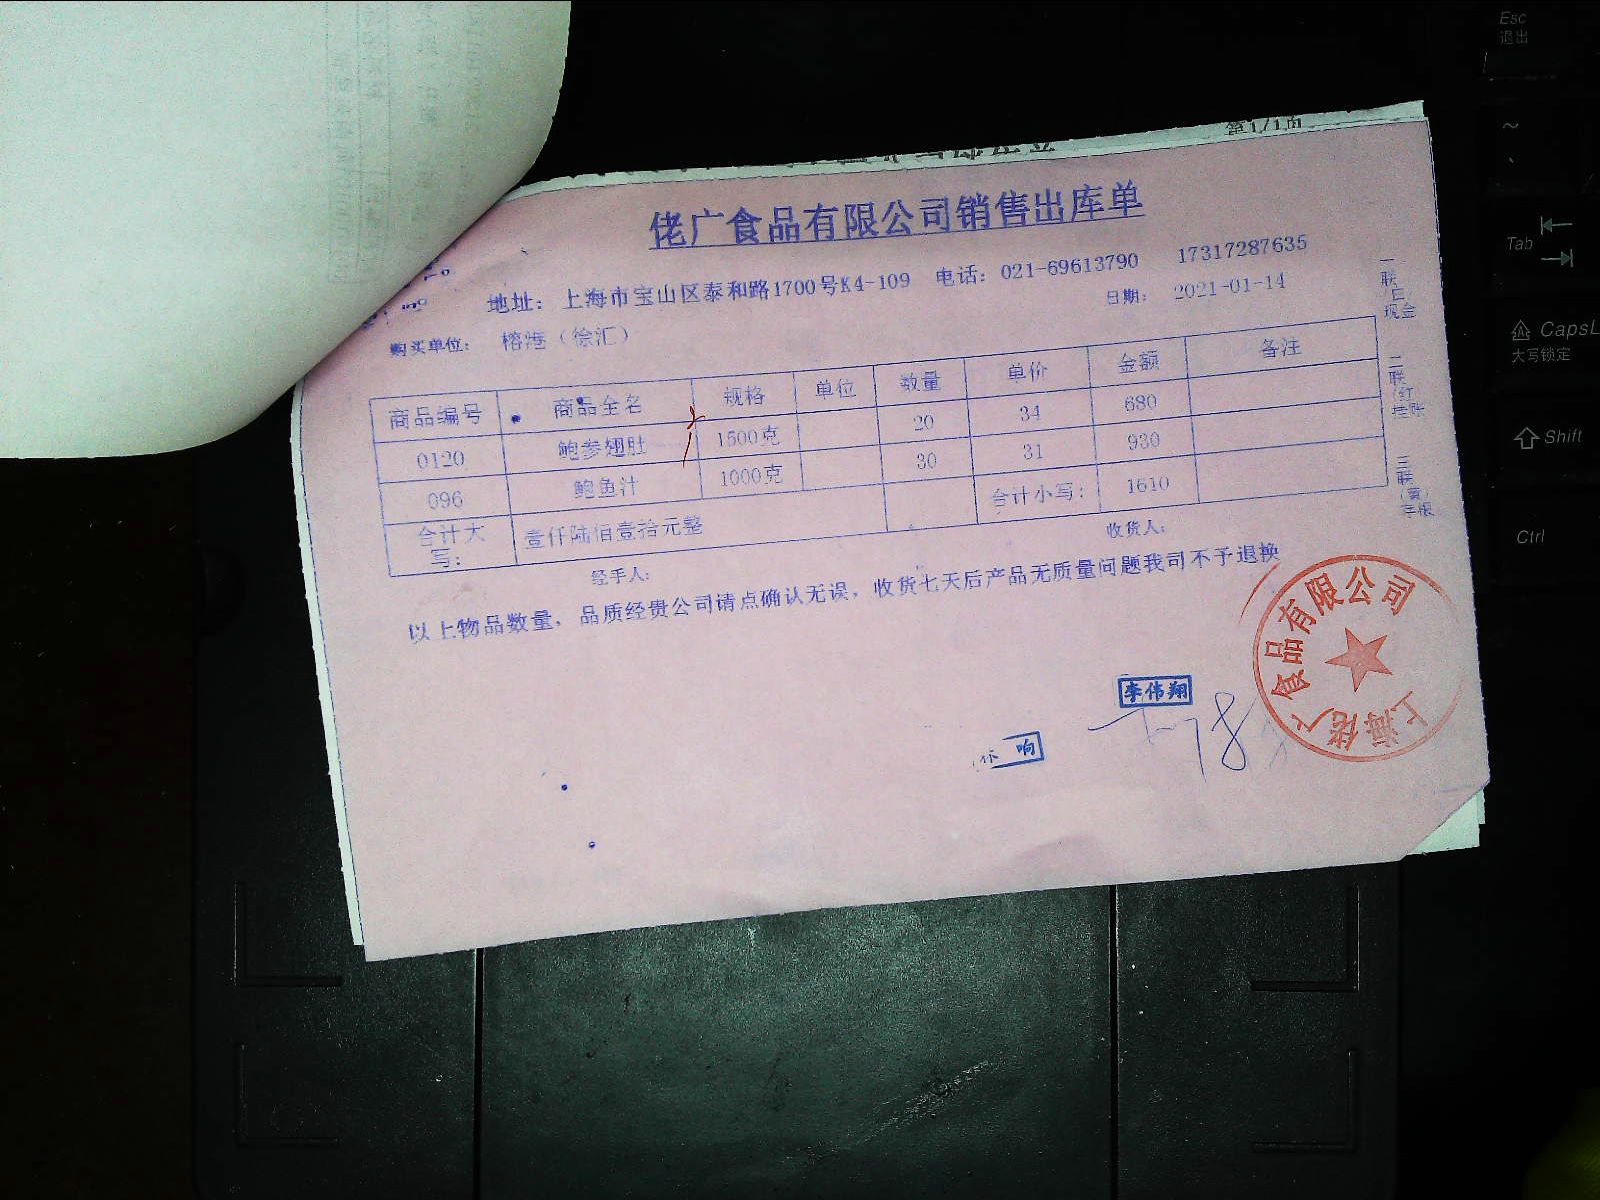 第1/1页
佬广食品有限公司销售出库单
地址: 上海市宝山区泰和路1700号K4-109 电话: 021-69613790 17317287635
购买单位: 榕港（徐汇） 日期: 2021-01-14
商品编号 商品全名 规格 单位 数量 单价 金额 备注
0120 鲍参翅肚 1500克 20 34 680
096 鲍鱼汁 1000克 30 31 930
合计大写: 壹仟陆佰壹拾元整 合计小写: 1610
经手人: 收货人:
以上物品数量，品质经贵公司请点确认无误，收货七天后产品无质量问题我司不予退换
一联
现金
二联（红）挂账
三联（黄）存根
李伟翔
响
上海佬广食品有限公司
Esc
退出
~
Tab
CapsL
大写锁定
Shift
Ctrl